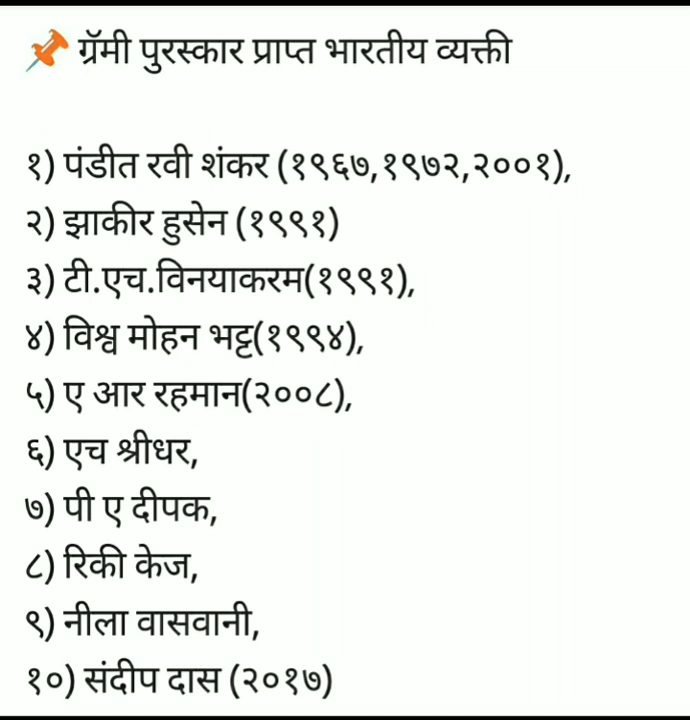 📌 ग्रॅमी पुरस्कार प्राप्त भारतीय व्यक्ती
१) पंडीत रवी शंकर (१९६७,१९७२,२००१),
२) झाकीर हुसेन (१९९१)
३) टी.एच.विनयाकरम(१९९१),
४) विश्व मोहन भट्ट(१९९४),
५) ए आर रहमान(२००८),
६) एच श्रीधर,
७) पी ए दीपक,
८) रिकी केज,
९) नीला वासवानी,
१०) संदीप दास (२०१७)